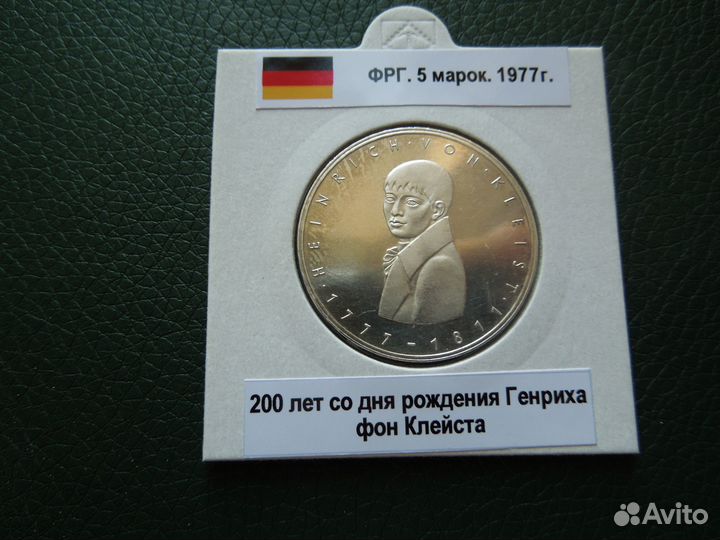 ФРГ. 5 марок. 1977г.
HEINRICH · VON · KLEIST ·
1777 – 1811
200 лет со дня рождения Генриха
фон Клейста
Avito